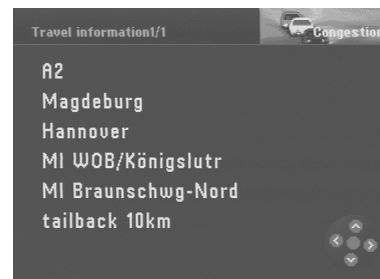 Travel information1/1
Congestion
A2
Magdeburg
Hannover
MI WOB/Königslutr
MI Braunschwg-Nord
tailback 10km